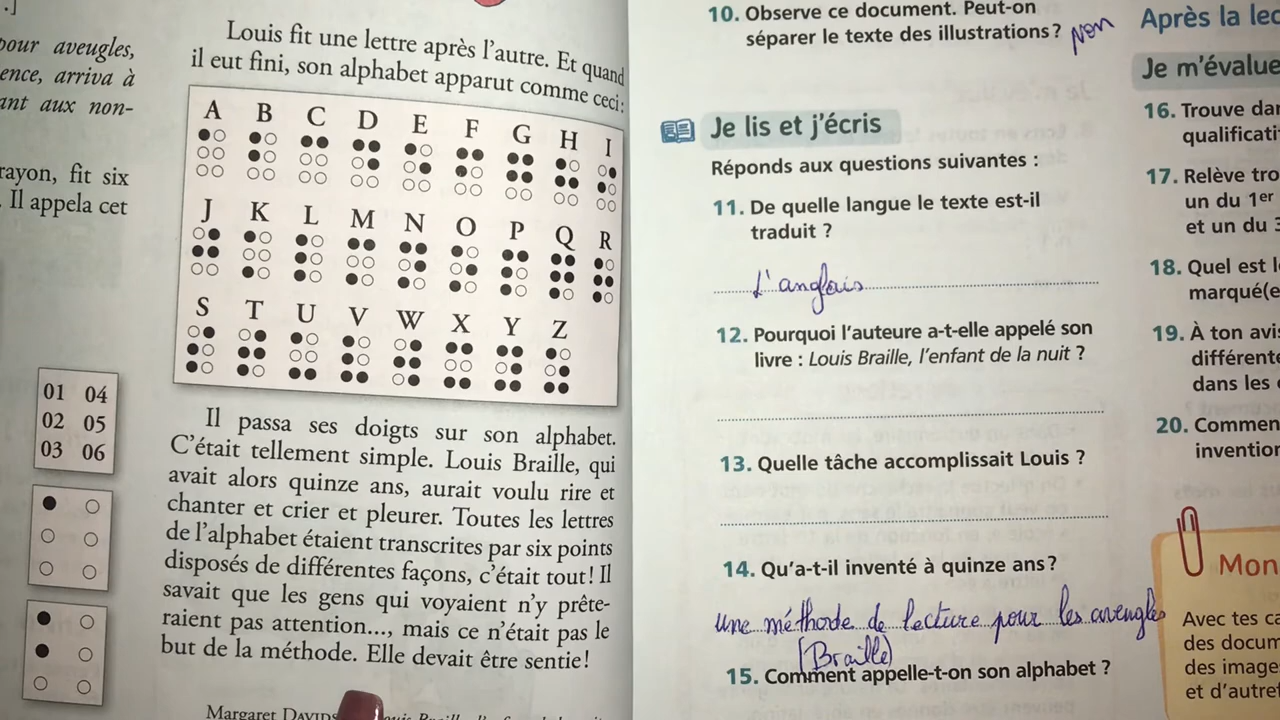 .]
pour aveugles,
ence, arriva à
ant aux non-
rayon, fit six
. Il appela cet
01 04
02 05
03 06
Louis fit une lettre après l'autre. Et quand
il eut fini, son alphabet apparut comme ceci:
A B C D E F G H I
J K L M N O P Q R
S T U V W X Y Z
Il passa ses doigts sur son alphabet.
C'était tellement simple. Louis Braille, qui
avait alors quinze ans, aurait voulu rire et
chanter et crier et pleurer. Toutes les lettres
de l'alphabet étaient transcrites par six points
disposés de différentes façons, c'était tout! Il
savait que les gens qui voyaient n'y prête-
raient pas attention..., mais ce n'était pas le
but de la méthode. Elle devait être sentie!
Margaret
10. Observe ce document. Peut-on
séparer le texte des illustrations? Non
Je lis et j'écris
Réponds aux questions suivantes :
11. De quelle langue le texte est-il
traduit ?
L'anglais
12. Pourquoi l'auteure a-t-elle appelé son
livre : Louis Braille, l'enfant de la nuit ?
13. Quelle tâche accomplissait Louis ?
14. Qu'a-t-il inventé à quinze ans?
une méthode de lecture pour les aveugles
(Braille)
15. Comment appelle-t-on son alphabet ?
Après la lec
Je m'évalue
16. Trouve dan
qualificati
17. Relève tro
un du 1er
et un du 3
18. Quel est l
marqué(e
19. À ton avis
différente
dans les
20. Commen
invention
Mon
Avec tes ca
des docum
des image
et d'autre